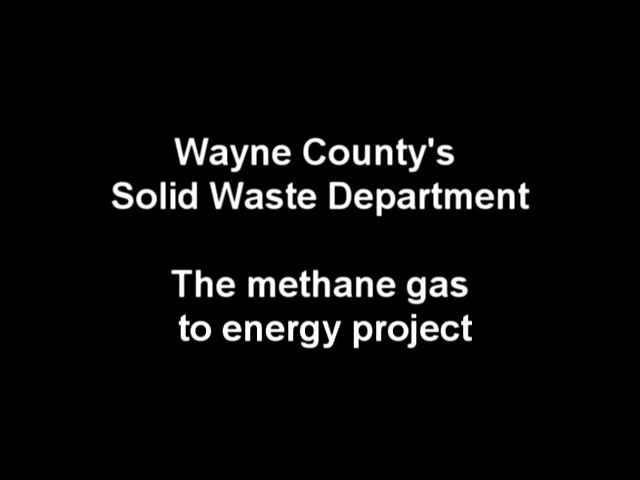 Wayne County's
Solid Waste Department
The methane gas
to energy project